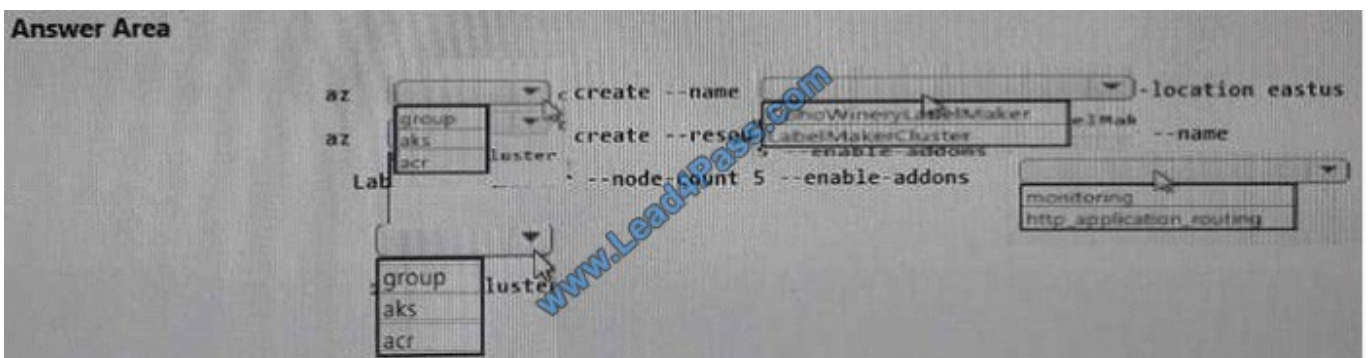 Answer Area
az create --name -location eastus
group
aks
acr
LabelMakerCluster
az create --resou --name
luster
--enable-addons
Lab --node-count 5 --enable-addons
monitoring
http_application_routing
group
aks
acr
luster
www.Lead4Pass.com